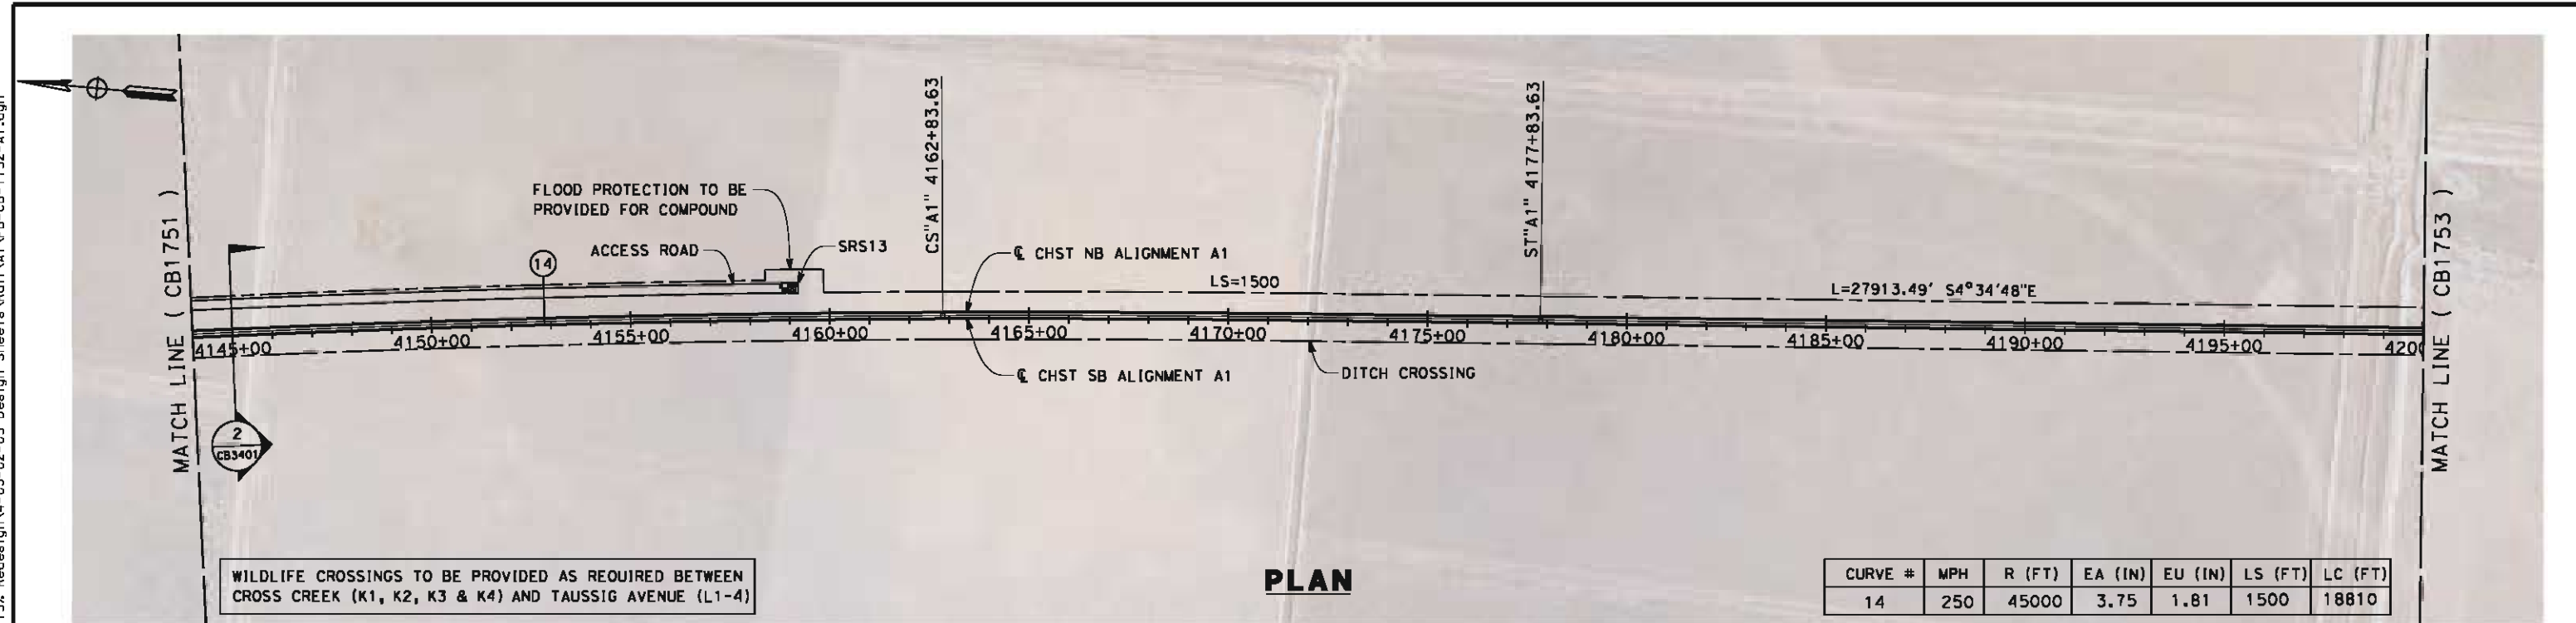 MATCH LINE ( CB1751 )
2
CB3401
14
FLOOD PROTECTION TO BE
PROVIDED FOR COMPOUND
ACCESS ROAD
SRS13
CS"A1" 4162+83.63
℄ CHST NB ALIGNMENT A1
LS=1500
ST"A1" 4177+83.63
L=27913.49' S4°34'48"E
4145+00
4150+00
4155+00
4160+00
4165+00
4170+00
4175+00
4180+00
4185+00
4190+00
4195+00
4200
℄ CHST SB ALIGNMENT A1
DITCH CROSSING
MATCH LINE ( CB1753 )
WILDLIFE CROSSINGS TO BE PROVIDED AS REQUIRED BETWEEN
CROSS CREEK (K1, K2, K3 & K4) AND TAUSSIG AVENUE (L1-4)
PLAN
CURVE # MPH R (FT) EA (IN) EU (IN) LS (FT) LC (FT)
14 250 45000 3.75 1.81 1500 18810